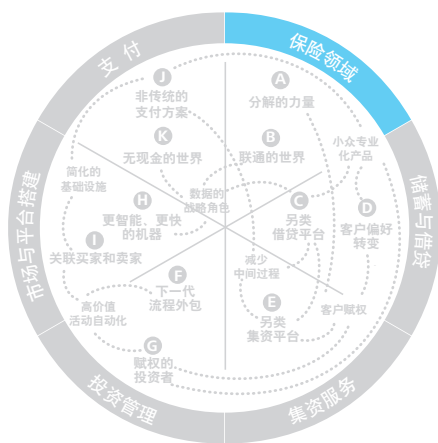 支付
保险领域
J
非传统的
支付方案
A
分解的力量
K
无现金的世界
B
联通的世界
小众专业
化产品
简化的
基础设施
数据的
战略角色
H
更智能、更快
的机器
C
另类
借贷平台
D
客户偏好
转变
I
关联买家和卖家
减少
中间过程
F
下一代
流程外包
E
另类
集资平台
高价值
活动自动化
客户赋权
G
赋权的
投资者
市场与平台搭建
储蓄与借贷
投资管理
集资服务